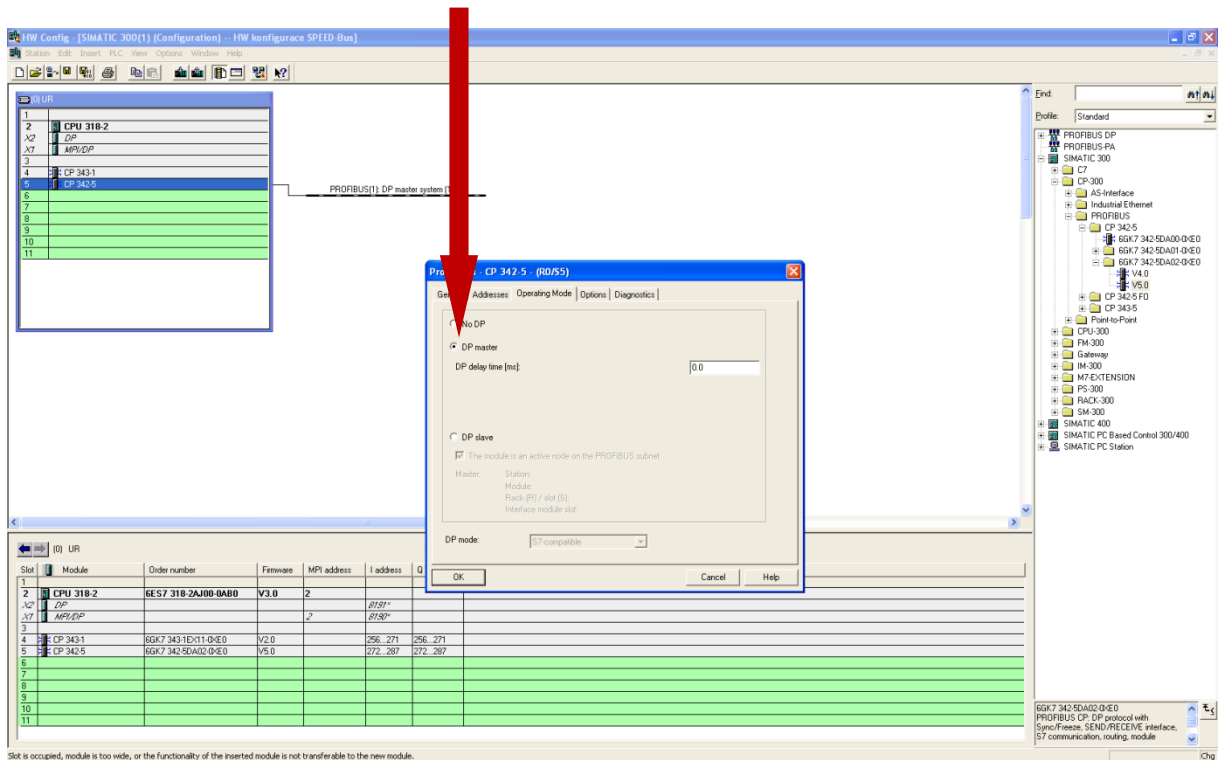 HW Config - [SIMATIC 300(1) (Configuration) -- HW konfigurace SPEED-Bus]
Station Edit Insert PLC View Options Window Help
(0) UR
1
2 CPU 318-2
X2 DP
X1 MPI/DP
3
4 CP 343-1
5 CP 342-5
6
7
8
9
10
11
PROFIBUS(1): DP master system
Properties - CP 342-5 - (R0/S5)
Addresses Operating Mode Options Diagnostics
No DP
DP master
DP delay time [ms]: 0.0
DP slave
The module is an active node on the PROFIBUS subnet
Master: Station:
Module:
Rack (R) / slot (S):
Interface module slot:
DP mode: S7-compatible
OK Cancel Help
Find:
Profile: Standard
PROFIBUS DP
PROFIBUS-PA
SIMATIC 300
C7
CP-300
AS-Interface
Industrial Ethernet
PROFIBUS
CP 342-5
6GK7 342-5DA00-0XE0
6GK7 342-5DA01-0XE0
6GK7 342-5DA02-0XE0
V4.0
V5.0
CP 342-5 FO
CP 343-5
Point-to-Point
CPU-300
FM-300
Gateway
IM-300
M7-EXTENSION
PS-300
RACK-300
SM-300
SIMATIC 400
SIMATIC PC Based Control 300/400
SIMATIC PC Station
(0) UR
Slot Module Order number Firmware MPI address I address Q
1
2 CPU 318-2 6ES7 318-2AJ00-0AB0 V3.0 2
X2 DP 8191*
X1 MPI/DP 2 8190*
3
4 CP 343-1 6GK7 343-1EX11-0XE0 V2.0 256...271 256...271
5 CP 342-5 6GK7 342-5DA02-0XE0 V5.0 272...287 272...287
6
7
8
9
10
11
6GK7 342-5DA02-0XE0
PROFIBUS CP: DP protocol with
Sync/Freeze, SEND/RECEIVE interface,
S7 communication, routing, module
Slot is occupied, module is too wide, or the functionality of the inserted module is not transferable to the new module.
Chg